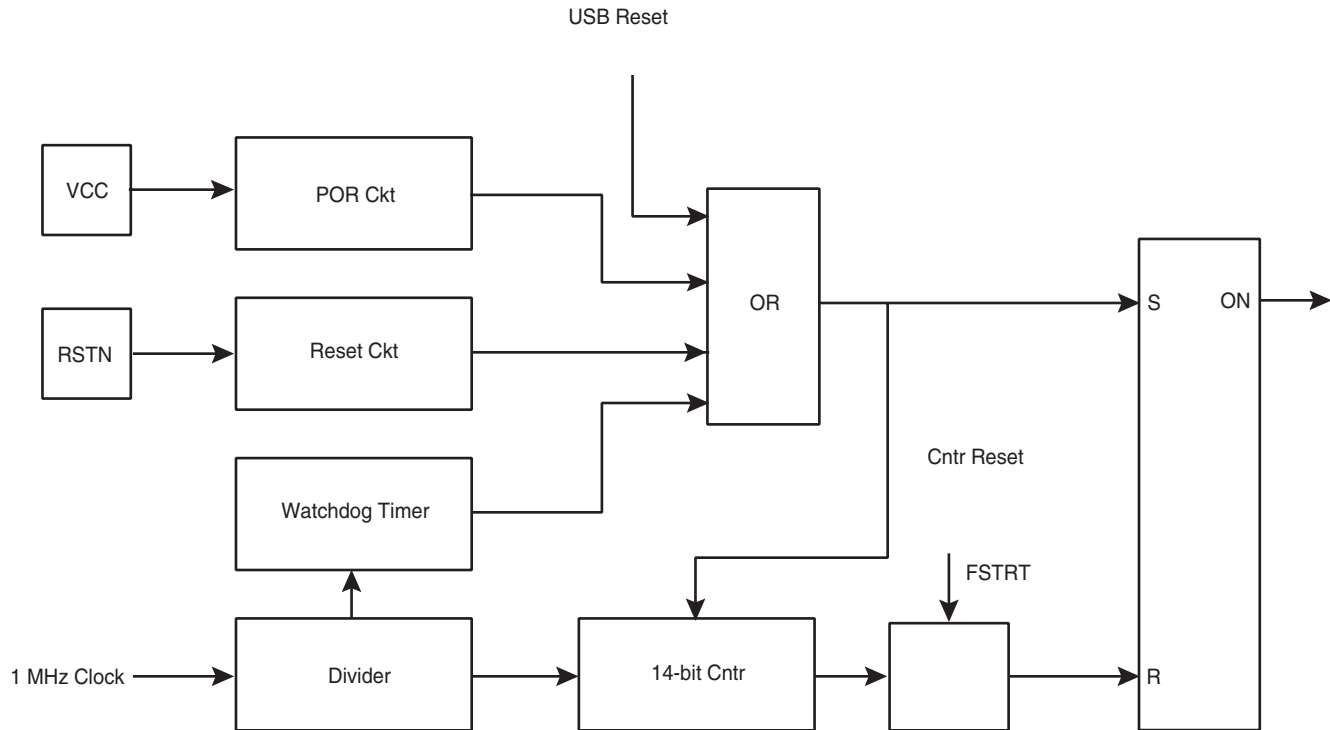 USB Reset
VCC
POR Ckt
OR
S
ON
RSTN
Reset Ckt
Cntr Reset
Watchdog Timer
FSTRT
1 MHz Clock
Divider
14-bit Cntr
R